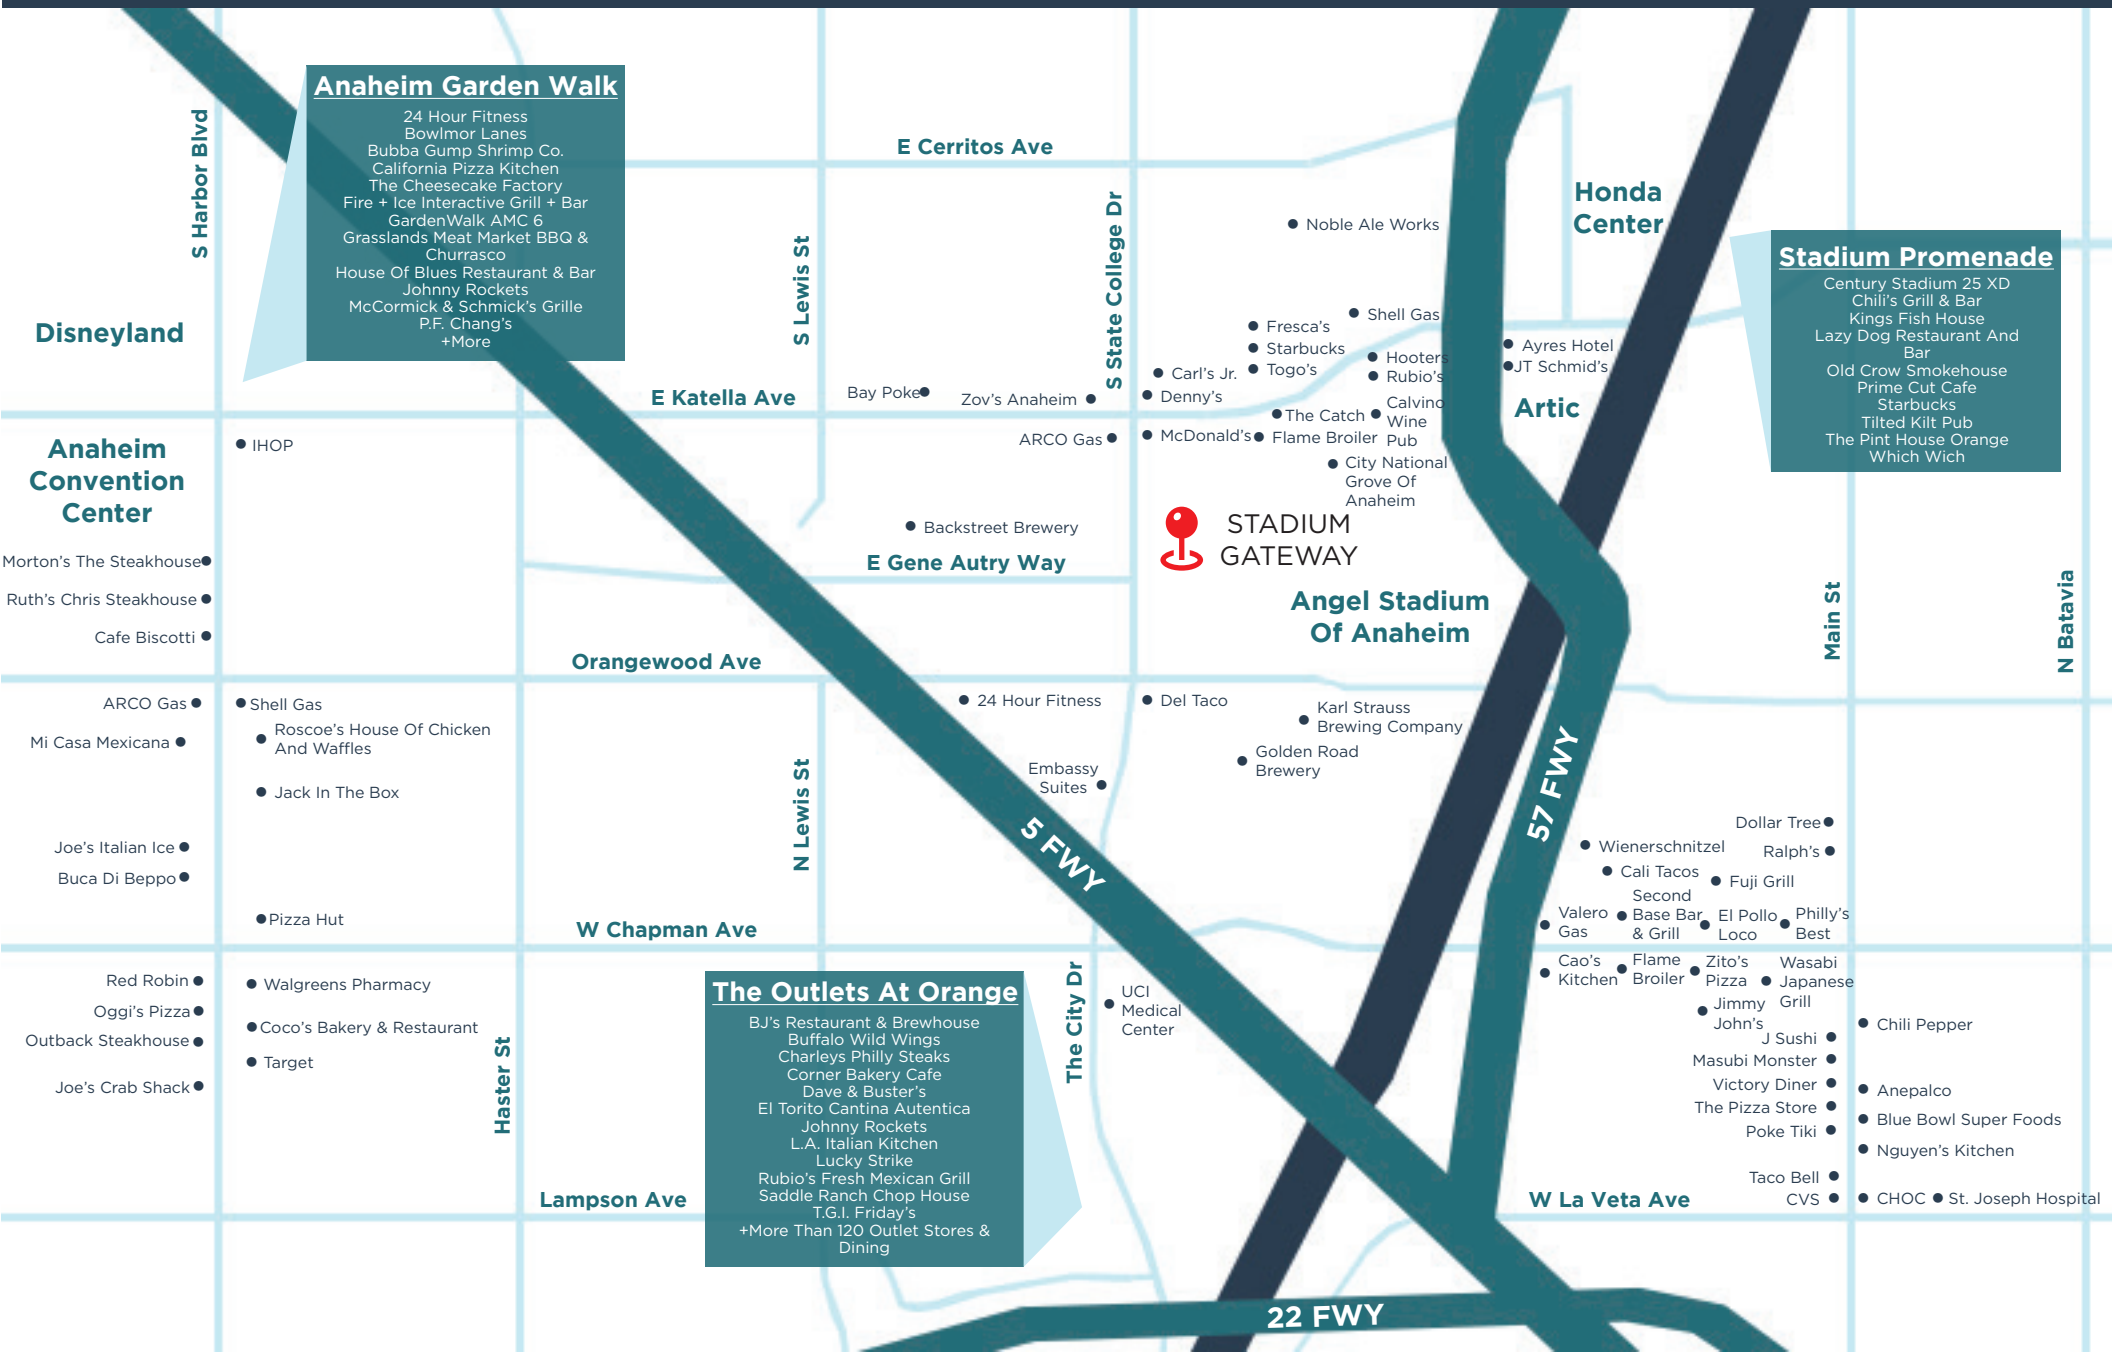 Anaheim Garden Walk
24 Hour Fitness
Bowlmor Lanes
Bubba Gump Shrimp Co.
California Pizza Kitchen
The Cheesecake Factory
Fire + Ice Interactive Grill + Bar
GardenWalk AMC 6
Grasslands Meat Market BBQ &
Churrasco
House Of Blues Restaurant & Bar
Johnny Rockets
McCormick & Schmick's Grille
P.F. Chang's
+More
S Harbor Blvd
Disneyland
E Cerritos Ave
S Lewis St
S State College Dr
Noble Ale Works
Honda
Center
Stadium Promenade
Century Stadium 25 XD
Chili's Grill & Bar
Kings Fish House
Lazy Dog Restaurant And
Bar
Old Crow Smokehouse
Prime Cut Cafe
Starbucks
Tilted Kilt Pub
The Pint House Orange
Which Wich
Shell Gas
Fresca's
Starbucks
Togo's
Hooters
Rubio's
Ayres Hotel
JT Schmid's
Carl's Jr.
Denny's
Bay Poke
Zov's Anaheim
E Katella Ave
The Catch
Calvino
Wine
Pub
Artic
ARCO Gas
McDonald's
Flame Broiler
City National
Grove Of
Anaheim
Anaheim
Convention
Center
IHOP
Backstreet Brewery
STADIUM
GATEWAY
E Gene Autry Way
Angel Stadium
Of Anaheim
Morton's The Steakhouse
Ruth's Chris Steakhouse
Cafe Biscotti
Main St
N Batavia
Orangewood Ave
ARCO Gas
Shell Gas
Mi Casa Mexicana
Roscoe's House Of Chicken
And Waffles
Jack In The Box
24 Hour Fitness
Del Taco
Karl Strauss
Brewing Company
Golden Road
Brewery
Embassy
Suites
N Lewis St
5 FWY
57 FWY
Joe's Italian Ice
Buca Di Beppo
Pizza Hut
Dollar Tree
Wienerschnitzel
Ralph's
Cali Tacos
Fuji Grill
Valero
Gas
Second
Base Bar
& Grill
El Pollo
Loco
Philly's
Best
W Chapman Ave
Cao's
Kitchen
Flame
Broiler
Zito's
Pizza
Wasabi
Japanese
Grill
Jimmy
John's
Red Robin
Oggi's Pizza
Outback Steakhouse
Joe's Crab Shack
Walgreens Pharmacy
Coco's Bakery & Restaurant
Target
Haster St
The Outlets At Orange
BJ's Restaurant & Brewhouse
Buffalo Wild Wings
Charleys Philly Steaks
Corner Bakery Cafe
Dave & Buster's
El Torito Cantina Autentica
Johnny Rockets
L.A. Italian Kitchen
Lucky Strike
Rubio's Fresh Mexican Grill
Saddle Ranch Chop House
T.G.I. Friday's
+More Than 120 Outlet Stores &
Dining
The City Dr
UCI
Medical
Center
J Sushi
Masubi Monster
Victory Diner
The Pizza Store
Poke Tiki
Taco Bell
CVS
Chili Pepper
Anepalco
Blue Bowl Super Foods
Nguyen's Kitchen
CHOC
St. Joseph Hospital
Lampson Ave
W La Veta Ave
22 FWY